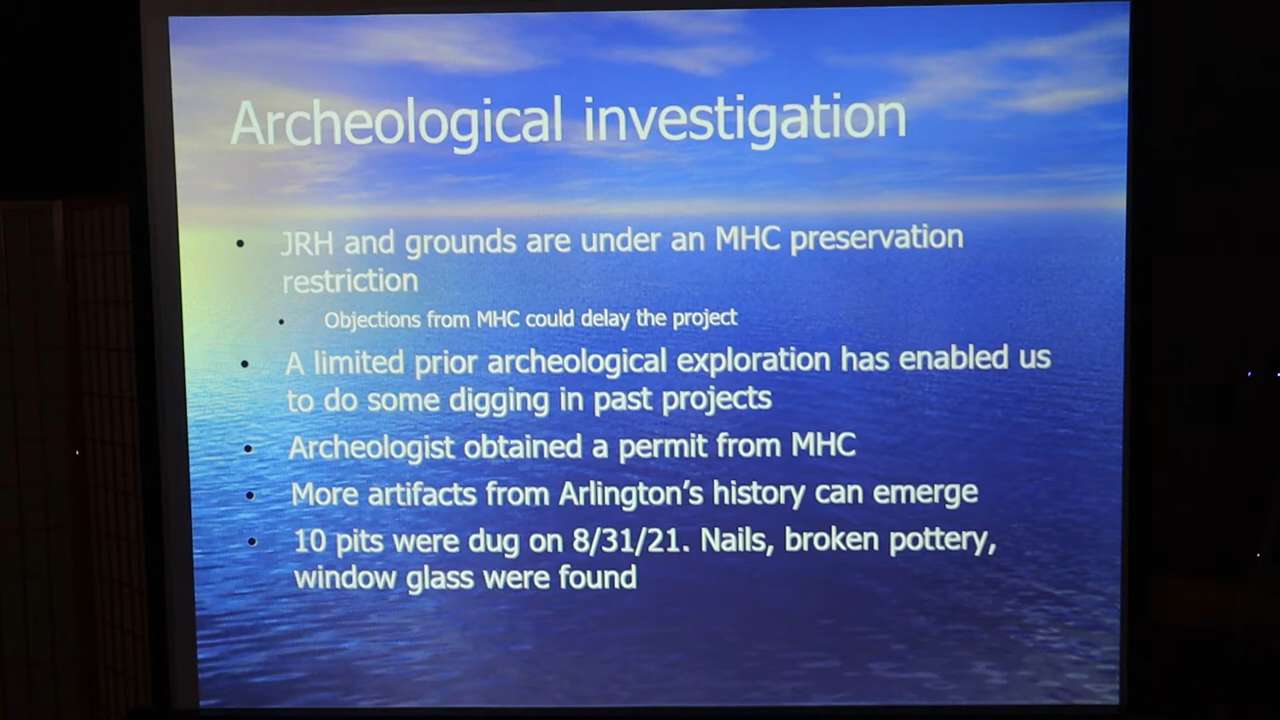 Archeological investigation
• JRH and grounds are under an MHC preservation
restriction
• Objections from MHC could delay the project
• A limited prior archeological exploration has enabled us
to do some digging in past projects
• Archeologist obtained a permit from MHC
• More artifacts from Arlington's history can emerge
• 10 pits were dug on 8/31/21. Nails, broken pottery,
window glass were found